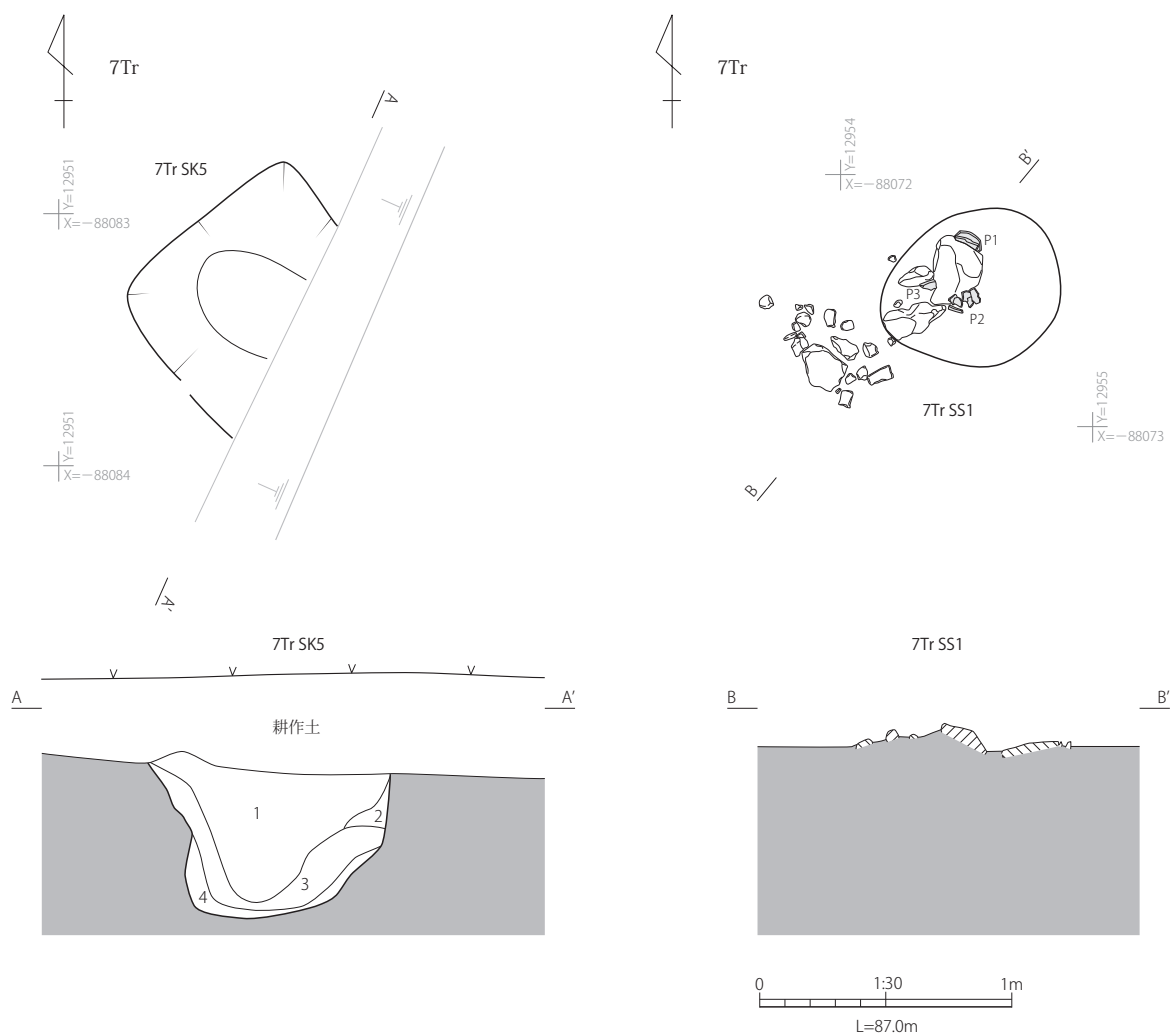 7Tr
7Tr SK5
A
Y=12951
X=−88083
Y=12951
X=−88084
A'
7Tr
Y=12954
X=−88072
B'
P1
P3
P2
Y=12955
X=−88073
7Tr SS1
B
7Tr SK5
A
A'
耕作土
1
2
3
4
7Tr SS1
B
B'
0
1:30
1m
L=87.0m